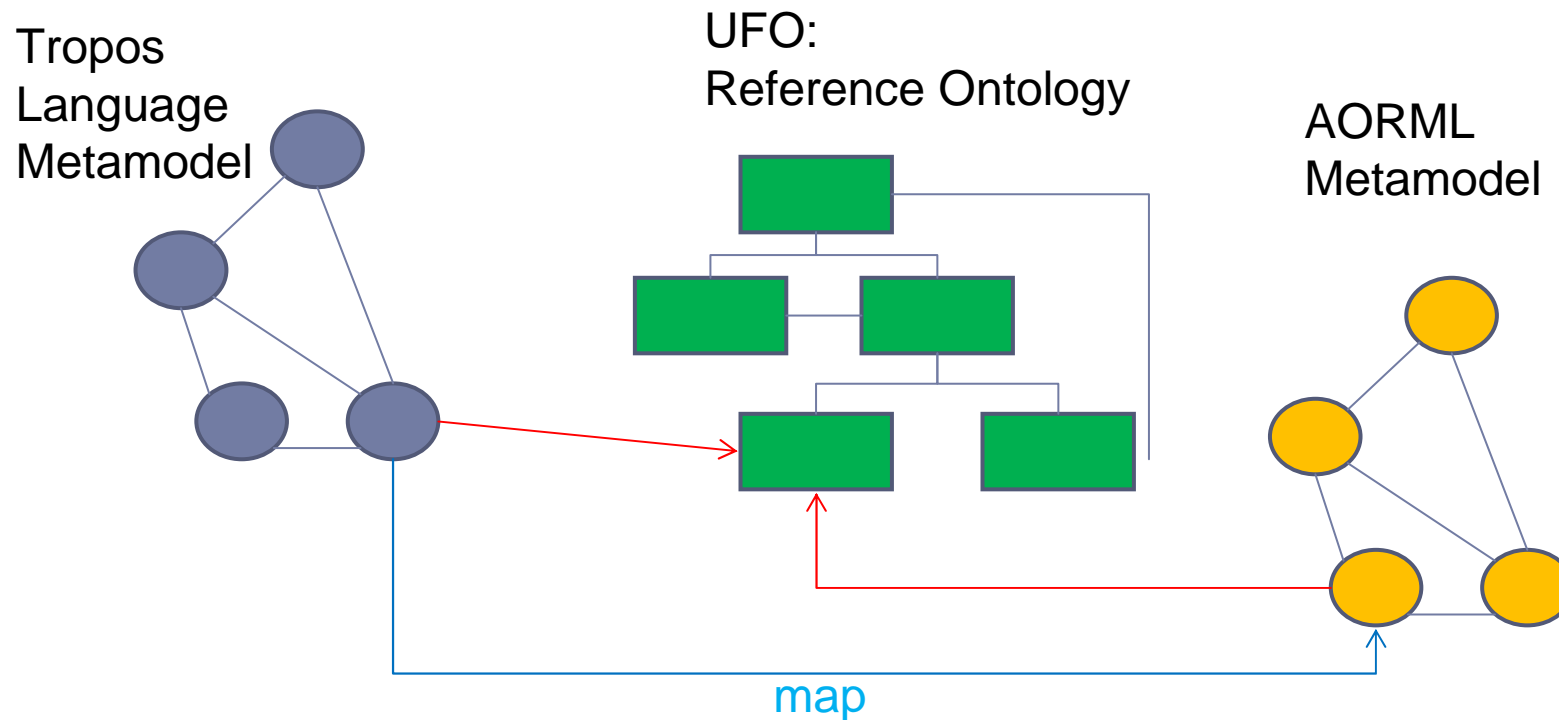 Tropos
Language
Metamodel
UFO:
Reference Ontology
AORML
Metamodel
map